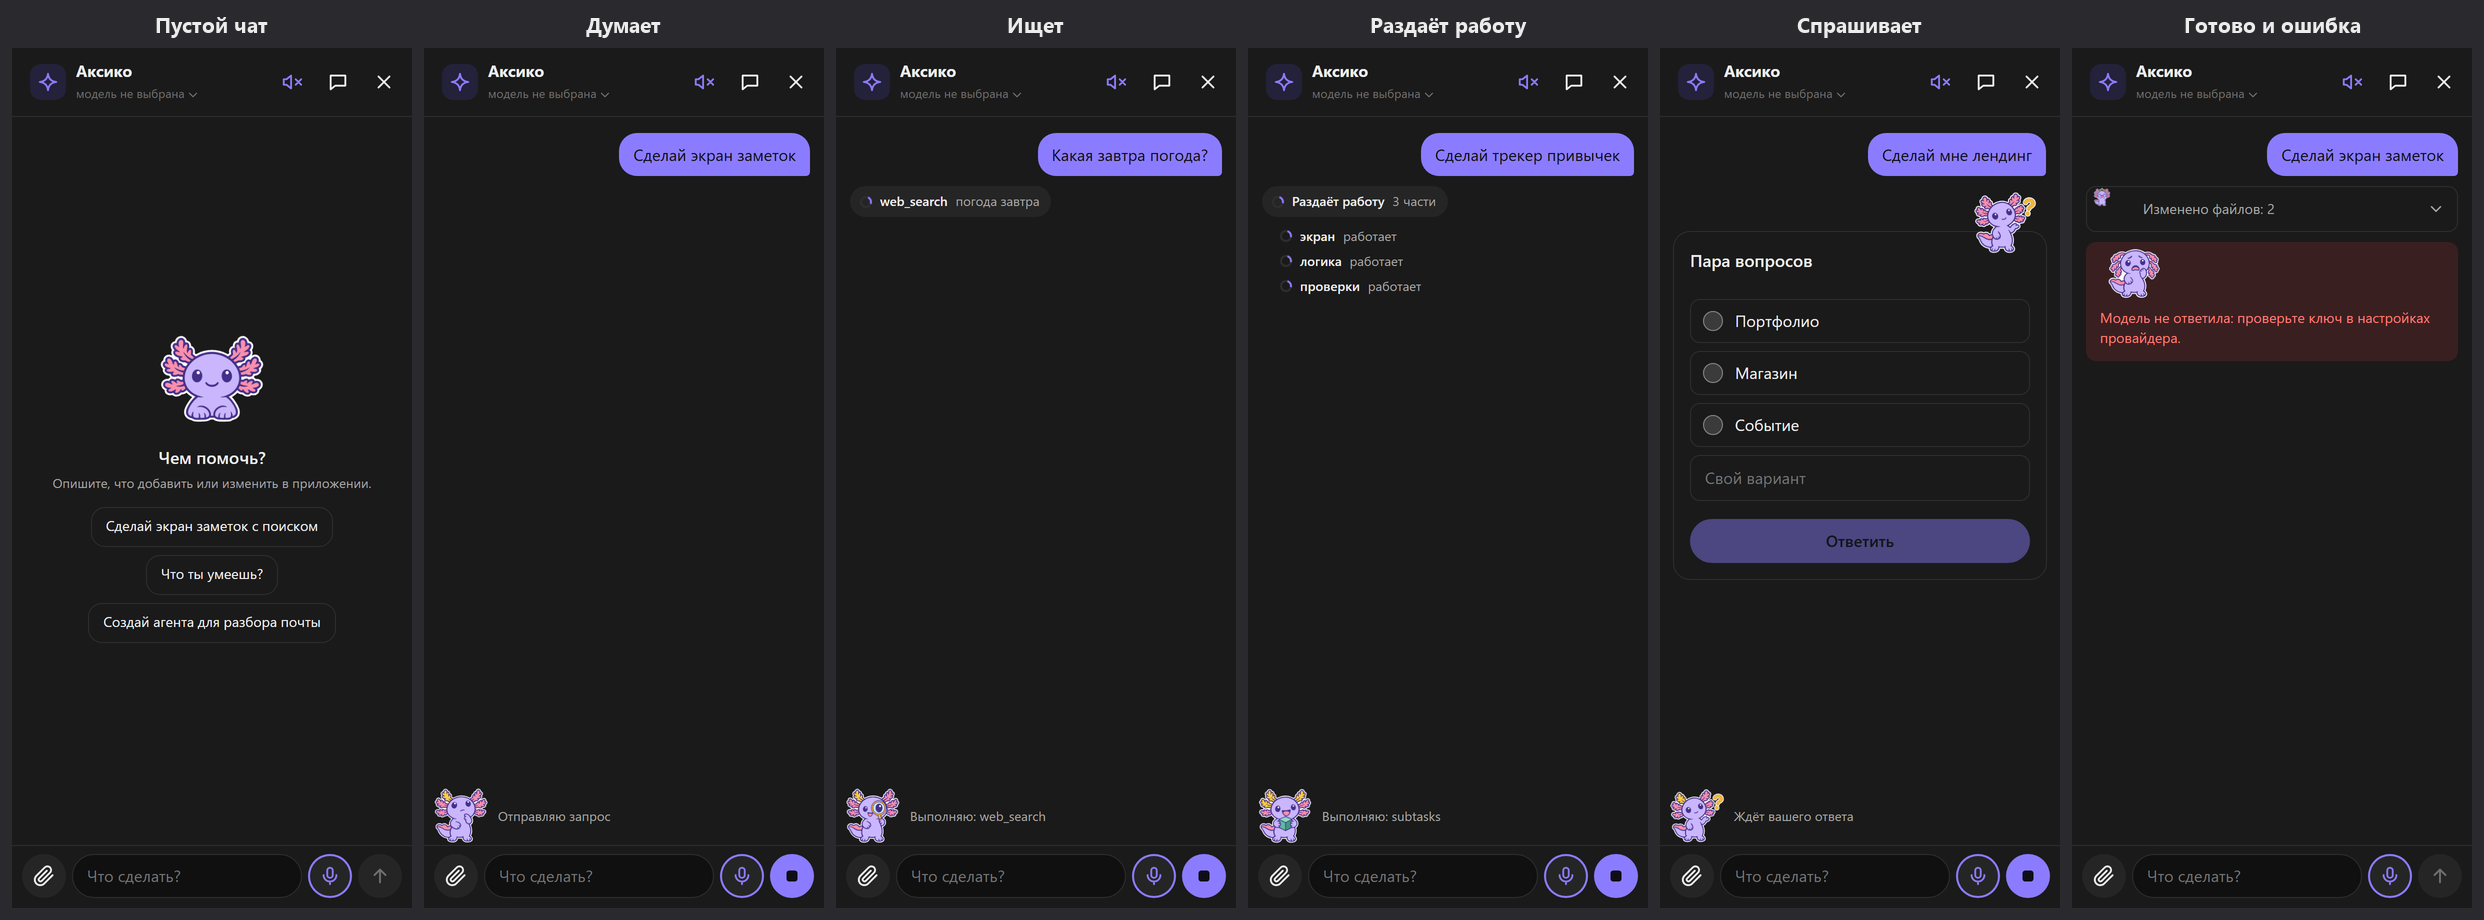 Пустой чат
Аксико
модель не выбрана
Чем помочь?
Опишите, что добавить или изменить в приложении.
Сделай экран заметок с поиском
Что ты умеешь?
Создай агента для разбора почты
Что сделать?
Думает
Аксико
модель не выбрана
Сделай экран заметок
Отправляю запрос
Что сделать?
Ищет
Аксико
модель не выбрана
Какая завтра погода?
web_search погода завтра
Выполняю: web_search
Что сделать?
Раздаёт работу
Аксико
модель не выбрана
Сделай трекер привычек
Раздаёт работу 3 части
экран работает
логика работает
проверки работает
Выполняю: subtasks
Что сделать?
Спрашивает
Аксико
модель не выбрана
Сделай мне лендинг
?
Пара вопросов
Портфолио
Магазин
Событие
Свой вариант
Ответить
?
Ждёт вашего ответа
Что сделать?
Готово и ошибка
Аксико
модель не выбрана
Сделай экран заметок
Изменено файлов: 2
Модель не ответила: проверьте ключ в настройках
провайдера.
Что сделать?